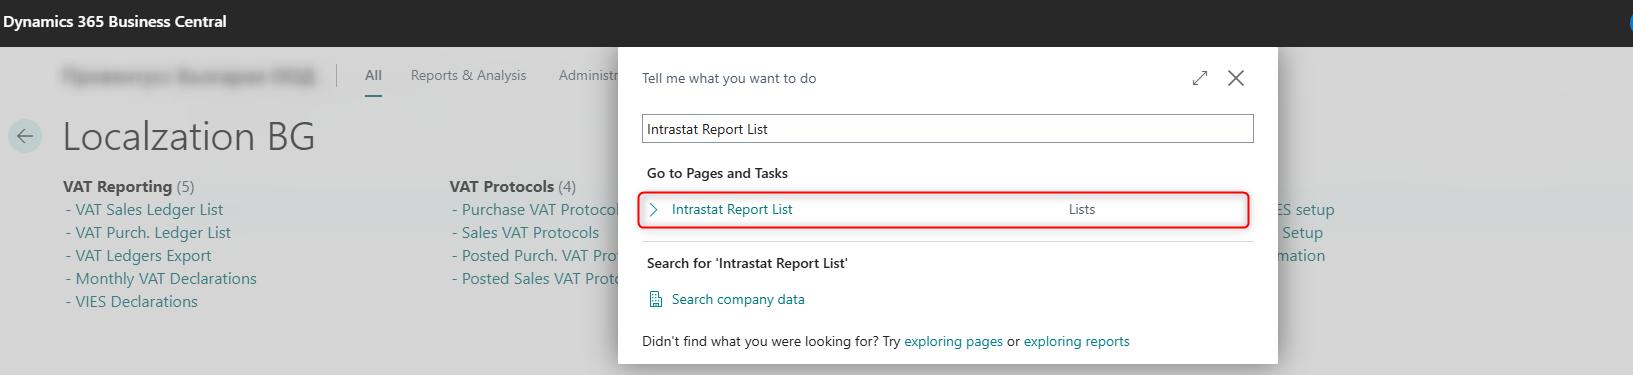 Dynamics 365 Business Central
All Reports & Analysis Administr
Localzation BG
VAT Reporting (5)
- VAT Sales Ledger List
- VAT Purch. Ledger List
- VAT Ledgers Export
- Monthly VAT Declarations
- VIES Declarations
VAT Protocols (4)
- Purchase VAT Protocol
- Sales VAT Protocols
- Posted Purch. VAT Pro
- Posted Sales VAT Proto
Tell me what you want to do
Intrastat Report List
Go to Pages and Tasks
Intrastat Report List Lists
Search for 'Intrastat Report List'
Search company data
Didn't find what you were looking for? Try exploring pages or exploring reports
ES setup
Setup
mation